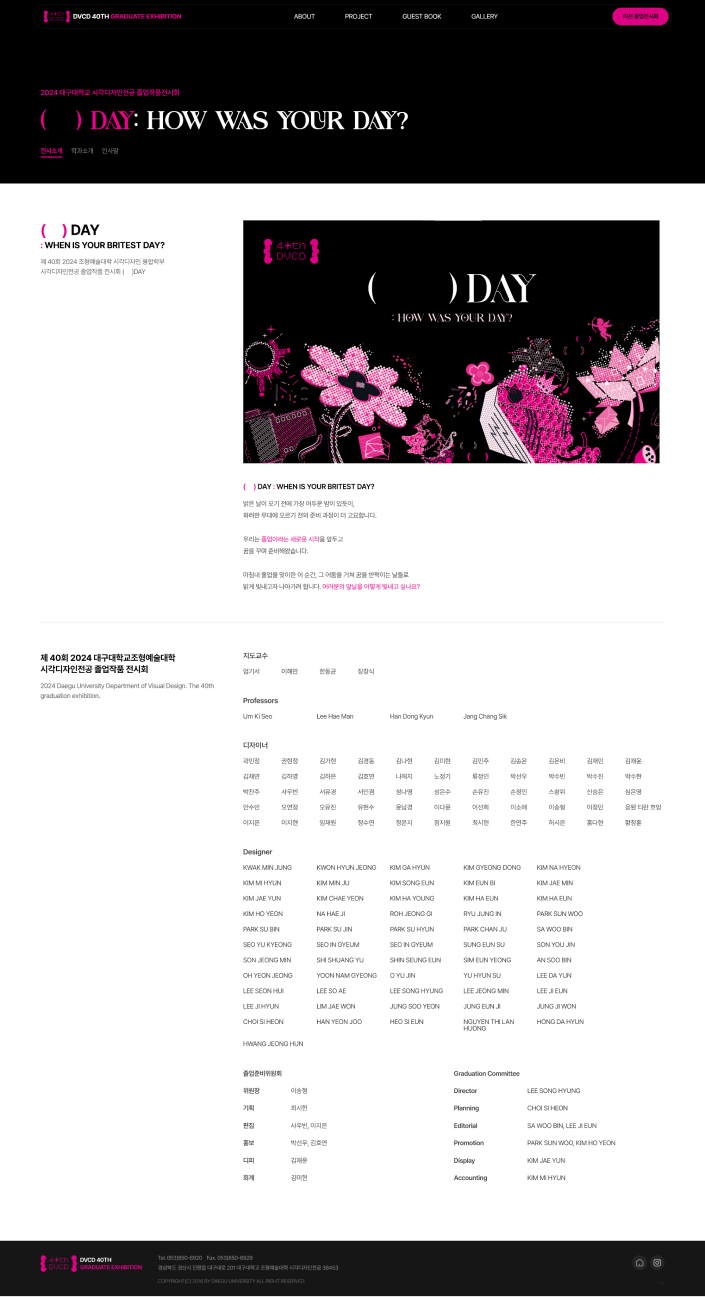 40th DVCD
DVCD 40TH GRADUATE EXHIBITION
ABOUT
PROJECT
GUEST BOOK
GALLERY
이전 졸업전시회
2024 대구대학교 시각디자인전공 졸업작품전시회
( ) DAY: HOW WAS YOUR DAY?
전시소개 학과소개 인사말
( ) DAY
: WHEN IS YOUR BRITEST DAY?
제 40회 2024 조형예술대학 시각디자인 융합학부
시각디자인전공 졸업작품 전시회 ( )DAY
40th
DVCD
( ) DAY
: HOW WAS YOUR DAY?
( ) DAY : WHEN IS YOUR BRITEST DAY?
밝은 날이 오기 전에 가장 어두운 밤이 있듯이,
화려한 무대에 오르기 전의 준비 과정이 더 고요합니다.
우리는 졸업이라는 새로운 시작을 앞두고
꿈을 꾸며 준비해왔습니다.
마침내 졸업을 맞이한 이 순간, 그 어둠을 거쳐 꿈을 반짝이는 날들로
밝게 빛내고자 나아가려 합니다. 여러분의 앞날을 어떻게 빛내고 싶나요?
제 40회 2024 대구대학교조형예술대학
시각디자인전공 졸업작품 전시회
2024 Daegu University Department of Visual Design. The 40th
graduation exhibition.
지도교수
엄기서 이해만 한동균 장창식
Professors
Um Ki Seo Lee Hae Man Han Dong Kyun Jang Chang Sik
디자이너
곽민정 권현정 김가현 김경동 김나현 김미현 김민주 김송은 김은비 김재민 김재윤
김채연 김하영 김하은 김호연 나해지 노정기 류정인 박선우 박수빈 박수진 박수현
박찬주 사우빈 서유경 서인겸 성은수 손유진 손정민 스솽위 신승은 심은영
안수빈 오연정 오유진 유현수 윤남경 이다윤 이선희 이소애 이송형 이정민 응웬 티란 흐엉
이지은 이지현 임재원 정수연 정은지 정지원 최시헌 한연주 허시은 홍다현 황정훈
Designer
KWAK MIN JUNG KWON HYUN JEONG KIM GA HYUN KIM GYEONG DONG KIM NA HYEON
KIM MI HYUN KIM MIN JU KIM SONG EUN KIM EUN BI KIM JAE MIN
KIM JAE YUN KIM CHAE YEON KIM HA YOUNG KIM HA EUN KIM HA EUN
KIM HO YEON NA HAE JI ROH JEONG GI RYU JUNG IN PARK SUN WOO
PARK SU BIN PARK SU JIN PARK SU HYUN PARK CHAN JU SA WOO BIN
SEO YU KYEONG SEO IN GYEUM SEO IN GYEUM SUNG EUN SU SON YOU JIN
SON JEONG MIN SHI SHUANG YU SHIN SEUNG EUN SIM EUN YEONG AN SOO BIN
OH YEON JEONG YOON NAM GYEONG O YU JIN YU HYUN SU LEE DA YUN
LEE SEON HUI LEE SO AE LEE SONG HYUNG LEE JEONG MIN LEE JI EUN
LEE JI HYUN LIM JAE WON JUNG SOO YEON JUNG EUN JI JUNG JI WON
CHOI SI HEON HAN YEON JOO HEO SI EUN NGUYEN THI LAN HUONG HONG DA HYUN
HWANG JEONG HUN
졸업준비위원회
위원장 이송형
기획 최시헌
편집 사우빈, 이지은
홍보 박선우, 김호연
디피 김재윤
회계 김미현
Graduation Committee
Director LEE SONG HYUNG
Planning CHOI SI HEON
Editorial SA WOO BIN, LEE JI EUN
Promotion PARK SUN WOO, KIM HO YEON
Display KIM JAE YUN
Accounting KIM MI HYUN
40th DVCD
DVCD 40TH
GRADUATE EXHIBITION
Tel. 053)850-6920 Fax. 053)850-6929
경상북도 경산시 진량읍 대구대로 201 대구대학교 조형예술대학 시각디자인전공 38453
COPYRIGHT(C) 2016 BY DAEGU UNIVERSITY ALL RIGHT RESERVED.